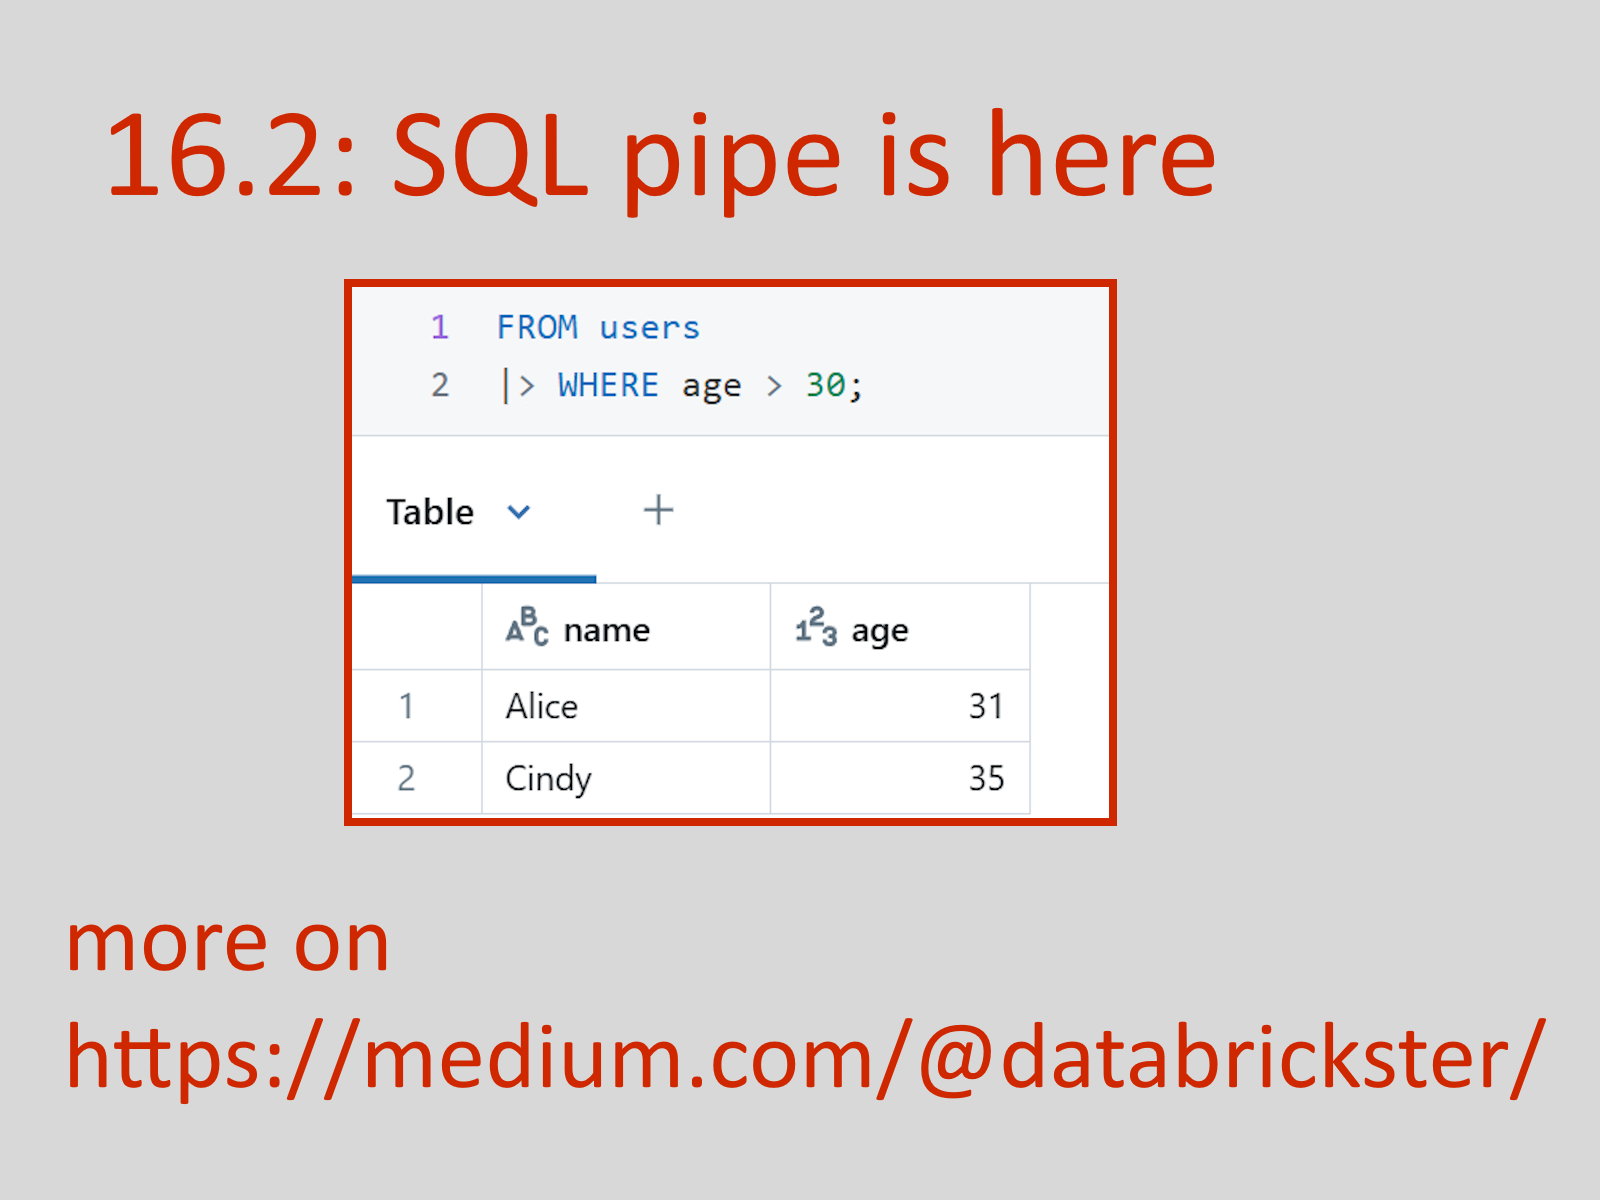 16.2: SQL pipe is here
1 FROM users
2 |> WHERE age > 30;
Table
ABC name 123 age
1 Alice 31
2 Cindy 35
more on
https://medium.com/@databrickster/